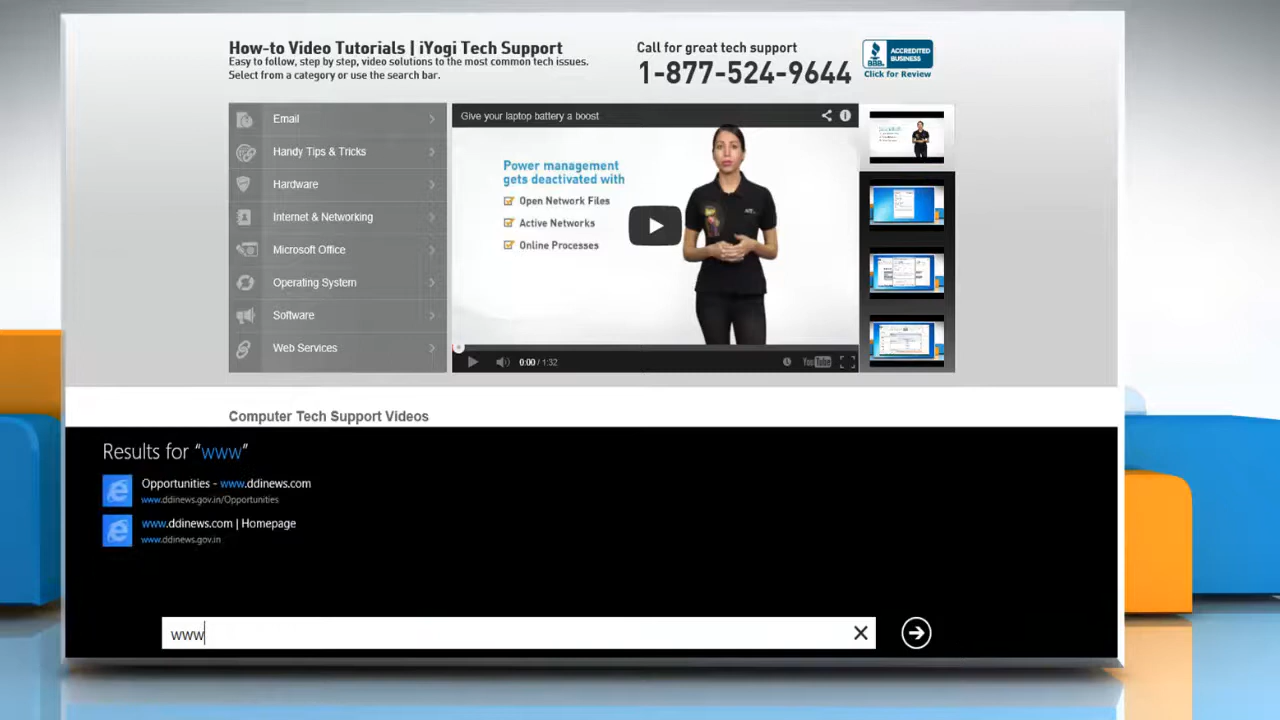 How-to Video Tutorials | iYogi Tech Support
Easy to follow, step by step, video solutions to the most common tech issues.
Select from a category or use the search bar.
Call for great tech support
1-877-524-9644
BBB.
ACCREDITED
BUSINESS
Click for Review
Email
Handy Tips & Tricks
Hardware
Internet & Networking
Microsoft Office
Operating System
Software
Web Services
Give your laptop battery a boost
Power management
gets deactivated with
Open Network Files
Active Networks
Online Processes
0:00 / 1:32
YouTube
Computer Tech Support Videos
Results for “www”
Opportunities - www.ddinews.com
www.ddinews.gov.in/Opportunities
www.ddinews.com | Homepage
www.ddinews.gov.in
www